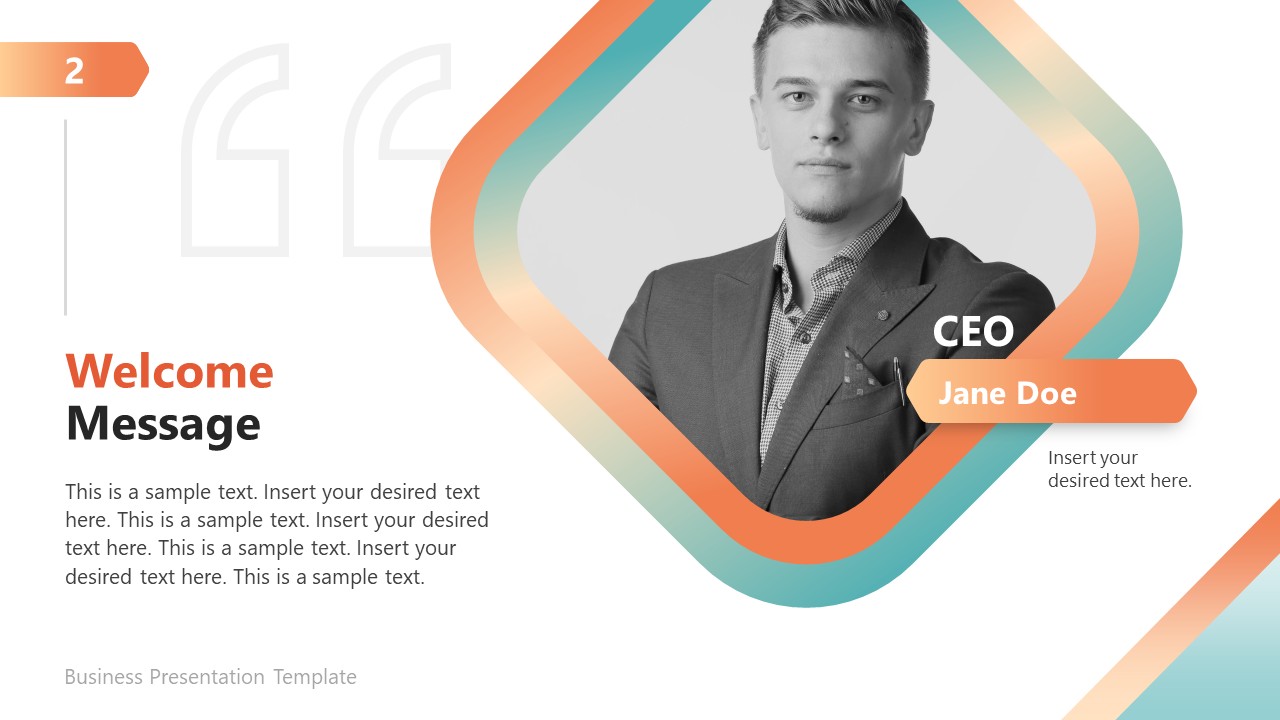 2
Welcome
Message
This is a sample text. Insert your desired text
here. This is a sample text. Insert your desired
text here. This is a sample text. Insert your
desired text here. This is a sample text.
CEO
Jane Doe
Insert your
desired text here.
Business Presentation Template